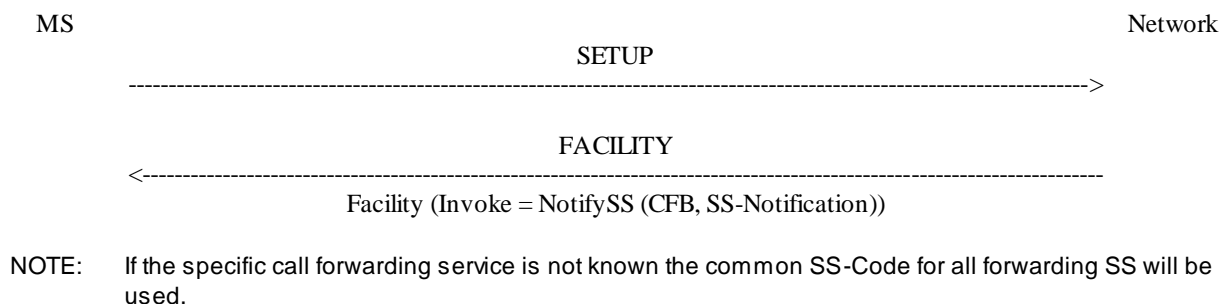 MS Network
SETUP
---------------------------------------------------------------------------------------------------------------------->
FACILITY
<----------------------------------------------------------------------------------------------------------------------
Facility (Invoke = NotifySS (CFB, SS-Notification))
NOTE: If the specific call forwarding service is not known the common SS-Code for all forwarding SS will be
used.